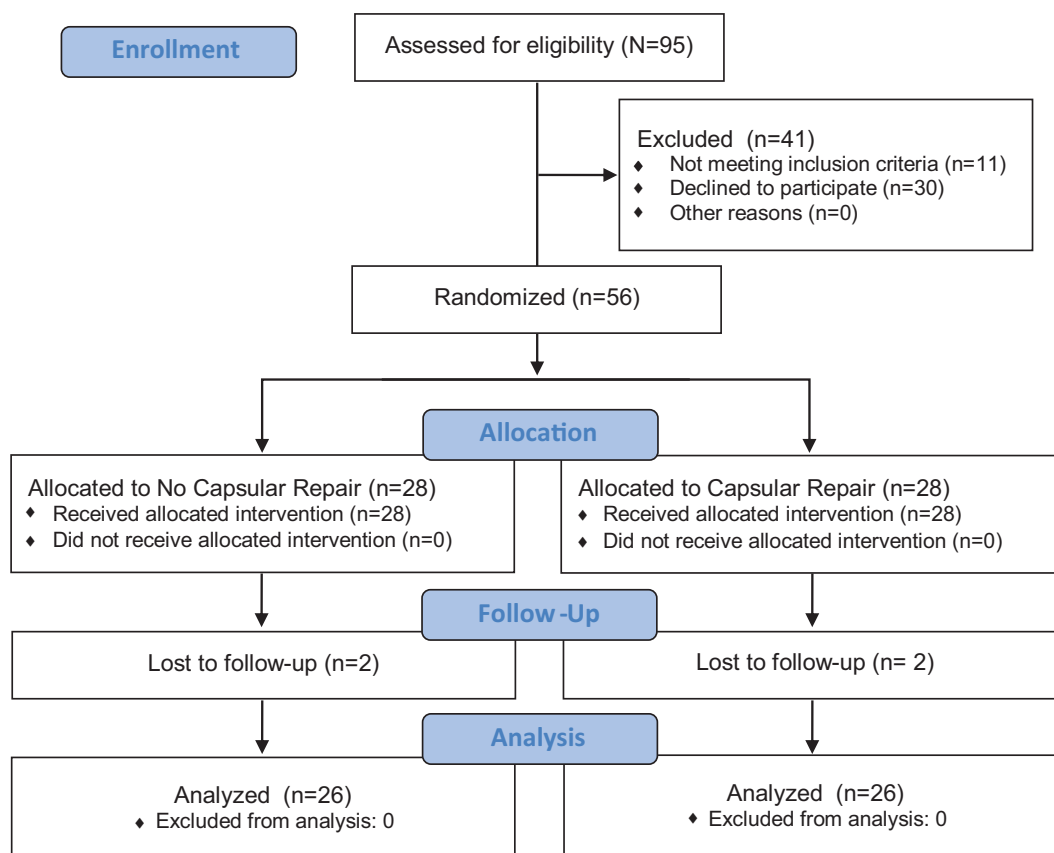 Enrollment
Assessed for eligibility (N=95)
Excluded (n=41)
♦ Not meeting inclusion criteria (n=11)
♦ Declined to participate (n=30)
♦ Other reasons (n=0)
Randomized (n=56)
Allocation
Allocated to No Capsular Repair (n=28)
♦ Received allocated intervention (n=28)
♦ Did not receive allocated intervention (n=0)
Allocated to Capsular Repair (n=28)
♦ Received allocated intervention (n=28)
♦ Did not receive allocated intervention (n=0)
Follow-Up
Lost to follow-up (n=2)
Lost to follow-up (n= 2)
Analysis
Analyzed (n=26)
♦ Excluded from analysis: 0
Analyzed (n=26)
♦ Excluded from analysis: 0